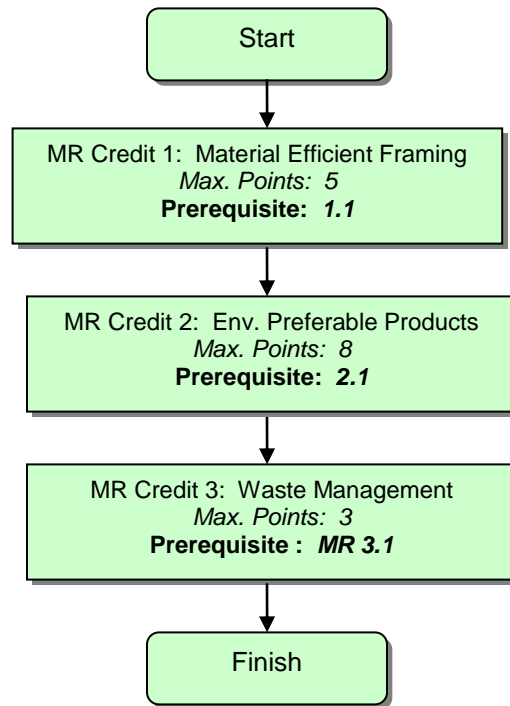 Start
MR Credit 1:  Material Efficient Framing
Max. Points:  5
Prerequisite:  1.1
MR Credit 2:  Env. Preferable Products
Max. Points:  8
Prerequisite:  2.1
MR Credit 3:  Waste Management
Max. Points:  3
Prerequisite :  MR 3.1
Finish